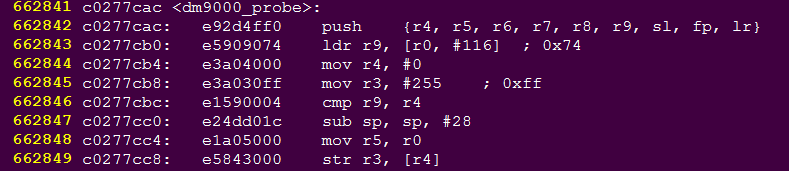 662841 c0277cac <dm9000_probe>:
662842 c0277cac: e92d4ff0 push {r4, r5, r6, r7, r8, r9, sl, fp, lr}
662843 c0277cb0: e5909074 ldr r9, [r0, #116] ; 0x74
662844 c0277cb4: e3a04000 mov r4, #0
662845 c0277cb8: e3a030ff mov r3, #255 ; 0xff
662846 c0277cbc: e1590004 cmp r9, r4
662847 c0277cc0: e24dd01c sub sp, sp, #28
662848 c0277cc4: e1a05000 mov r5, r0
662849 c0277cc8: e5843000 str r3, [r4]